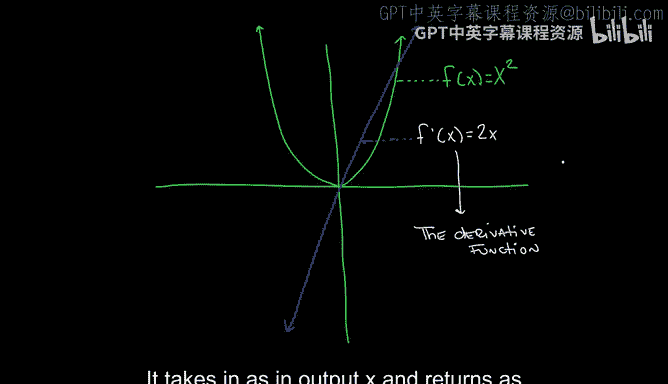 GPT中英字幕课程资源@bilibili.com
GPT中英字幕课程资源 bilibili
f(x)=X²
f'(x)=2x
THE DERIVATIVE
FUNCTION
It takes in as in output x and returns as